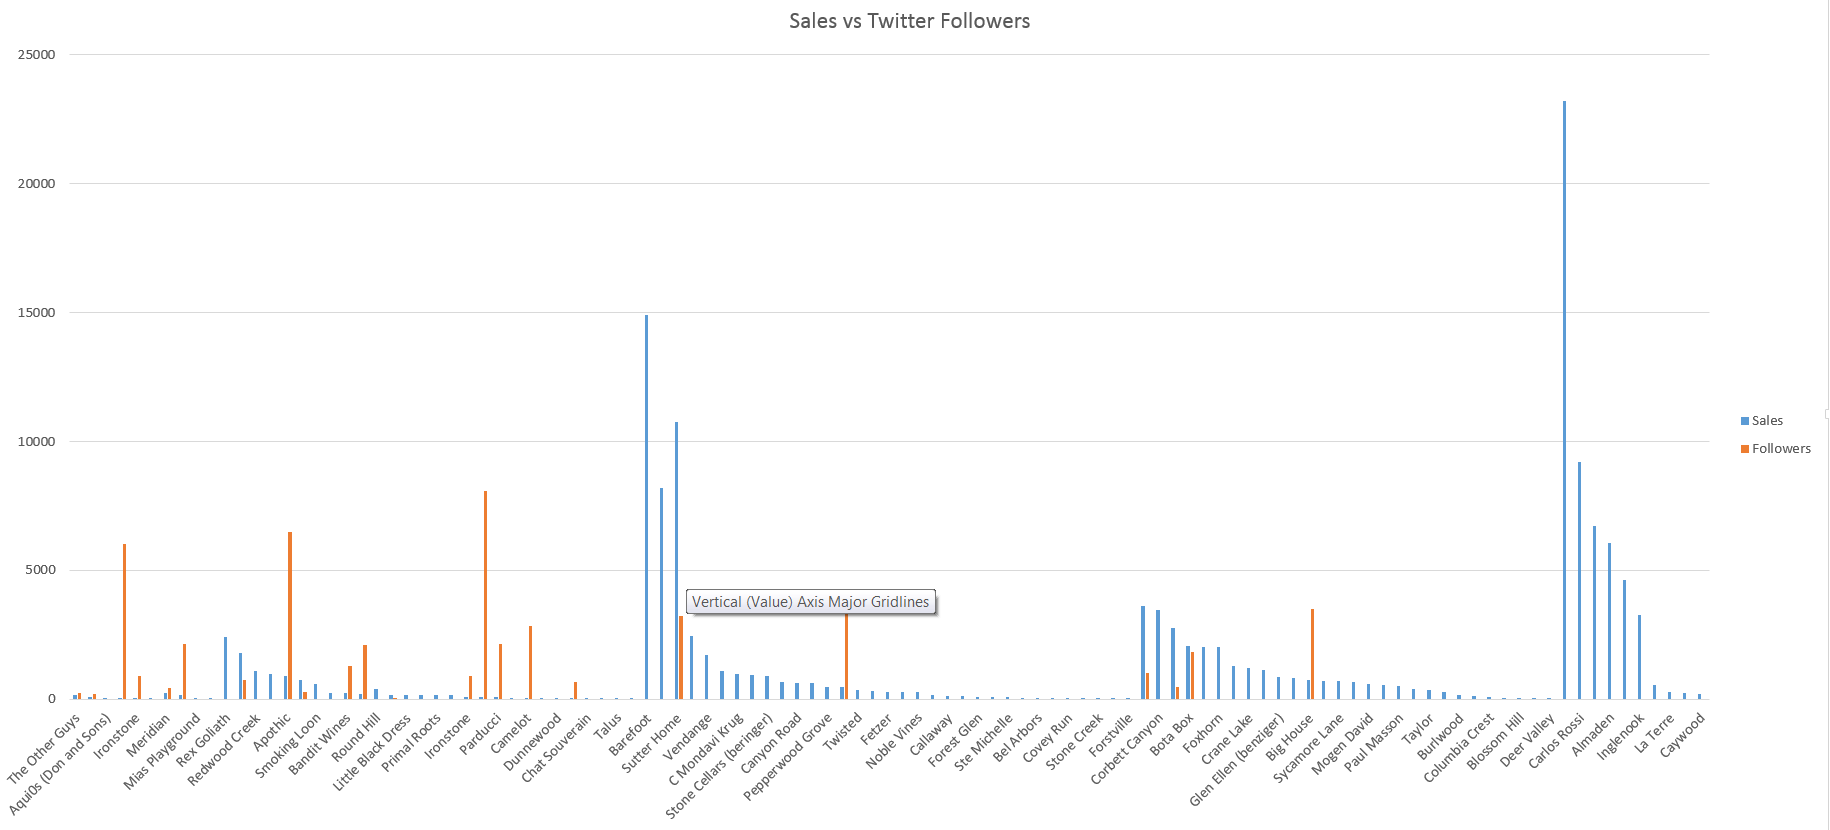 Sales vs Twitter Followers
25000
20000
15000
10000
5000
0
Sales
Followers
Vertical (Value) Axis Major Gridlines
The Other Guys
Aqui0s (Don and Sons)
Ironstone
Meridian
Mias Playground
Rex Goliath
Redwood Creek
Apothic
Smoking Loon
Bandit Wines
Round Hill
Little Black Dress
Primal Roots
Ironstone
Parducci
Camelot
Dunnewood
Chat Souverain
Talus
Barefoot
Sutter Home
Vendange
C Mondavi Krug
Stone Cellars (beringer)
Canyon Road
Pepperwood Grove
Twisted
Fetzer
Noble Vines
Callaway
Forest Glen
Ste Michelle
Bel Arbors
Covey Run
Stone Creek
Forstville
Corbett Canyon
Bota Box
Foxhorn
Crane Lake
Glen Ellen (benziger)
Big House
Sycamore Lane
Mogen David
Paul Masson
Taylor
Burlwood
Columbia Crest
Blossom Hill
Deer Valley
Carlos Rossi
Almaden
Inglenook
La Terre
Caywood